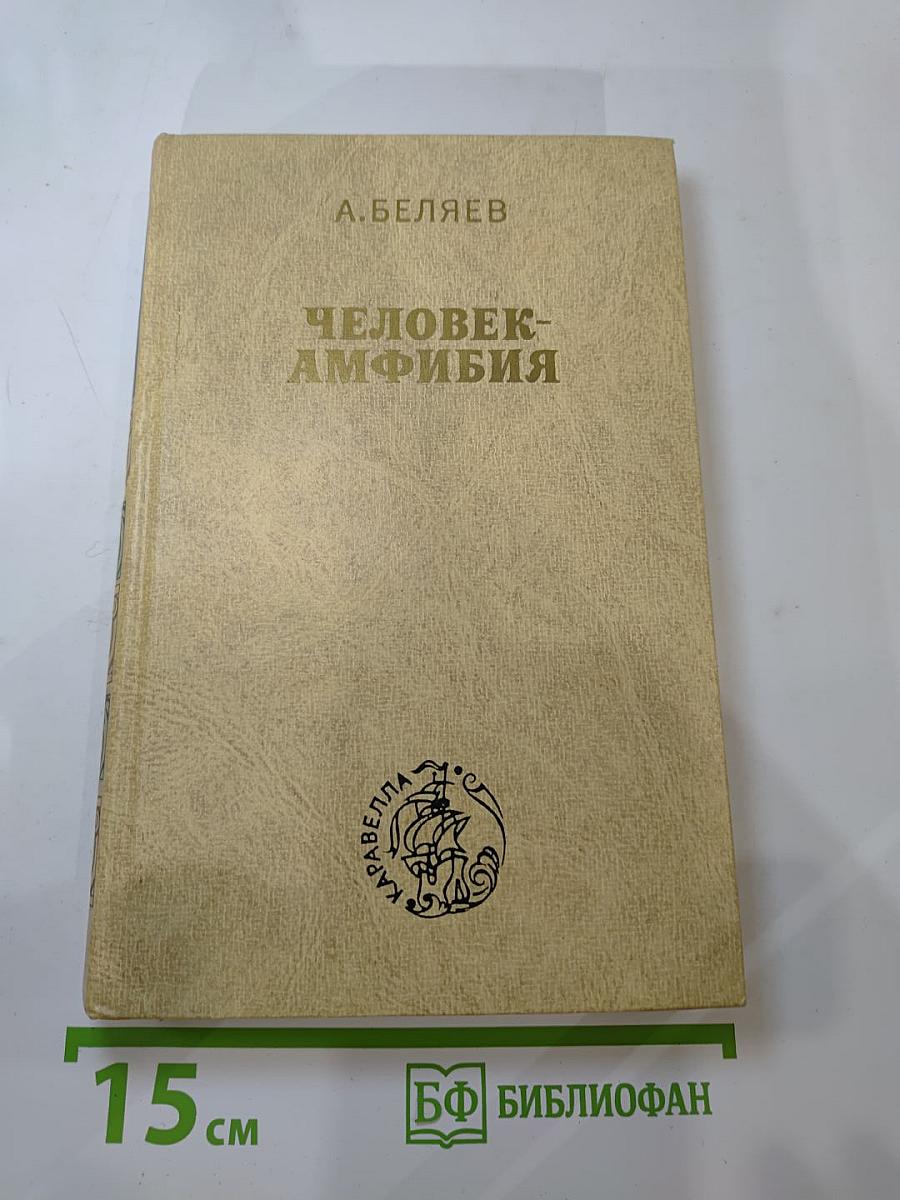 А.БЕЛЯЕВ
ЧЕЛОВЕК-
АМФИБИЯ
КАРАВЕЛЛА
15 см
БФ БИБЛИОФАН